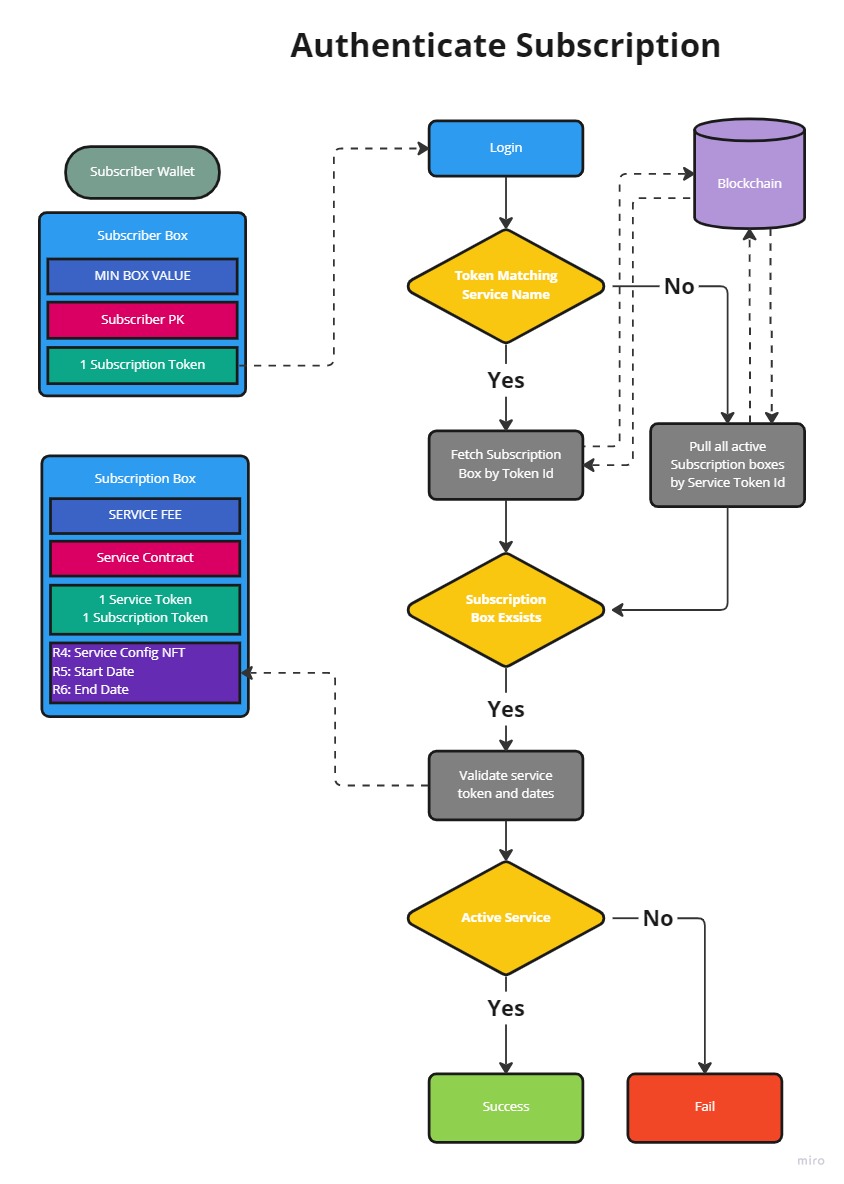 Authenticate Subscription
Subscriber Wallet
Subscriber Box
MIN BOX VALUE
Subscriber PK
1 Subscription Token
Subscription Box
SERVICE FEE
Service Contract
1 Service Token
1 Subscription Token
R4: Service Config NFT
R5: Start Date
R6: End Date
Login
Blockchain
Token Matching
Service Name
No
Yes
Fetch Subscription
Box by Token Id
Pull all active
Subscription boxes
by Service Token Id
Subscription
Box Exsists
Yes
Validate service
token and dates
Active Service
No
Yes
Success
Fail
miro